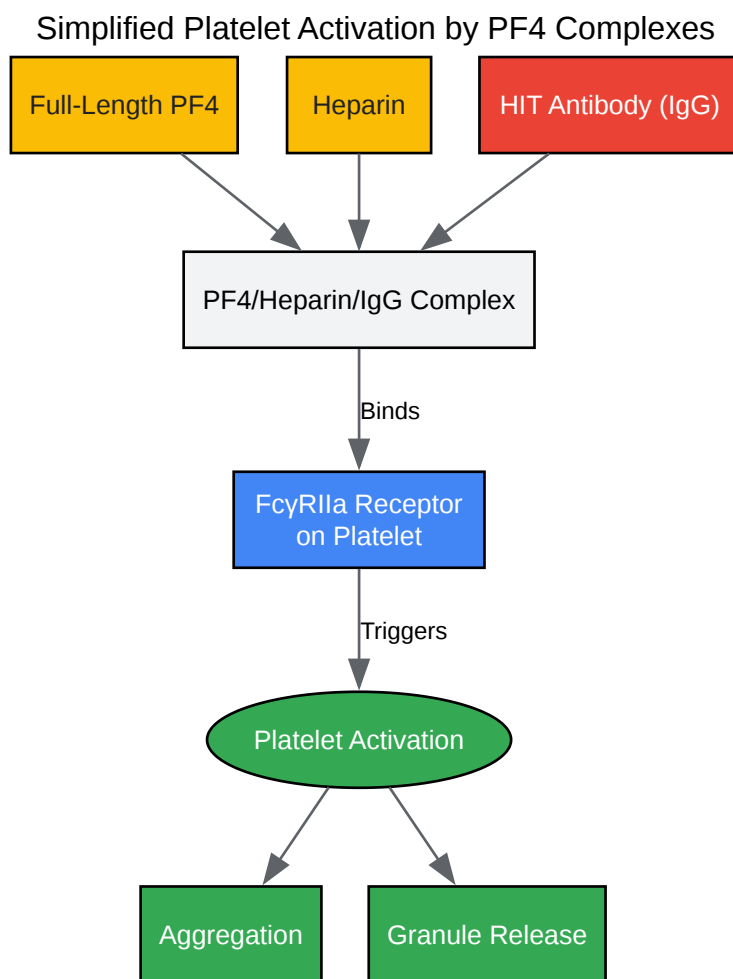 Simplified Platelet Activation by PF4 Complexes
Full-Length PF4
Heparin
HIT Antibody (IgG)
PF4/Heparin/IgG Complex
Binds
FcγRIIa Receptor
on Platelet
Triggers
Platelet Activation
Aggregation
Granule Release